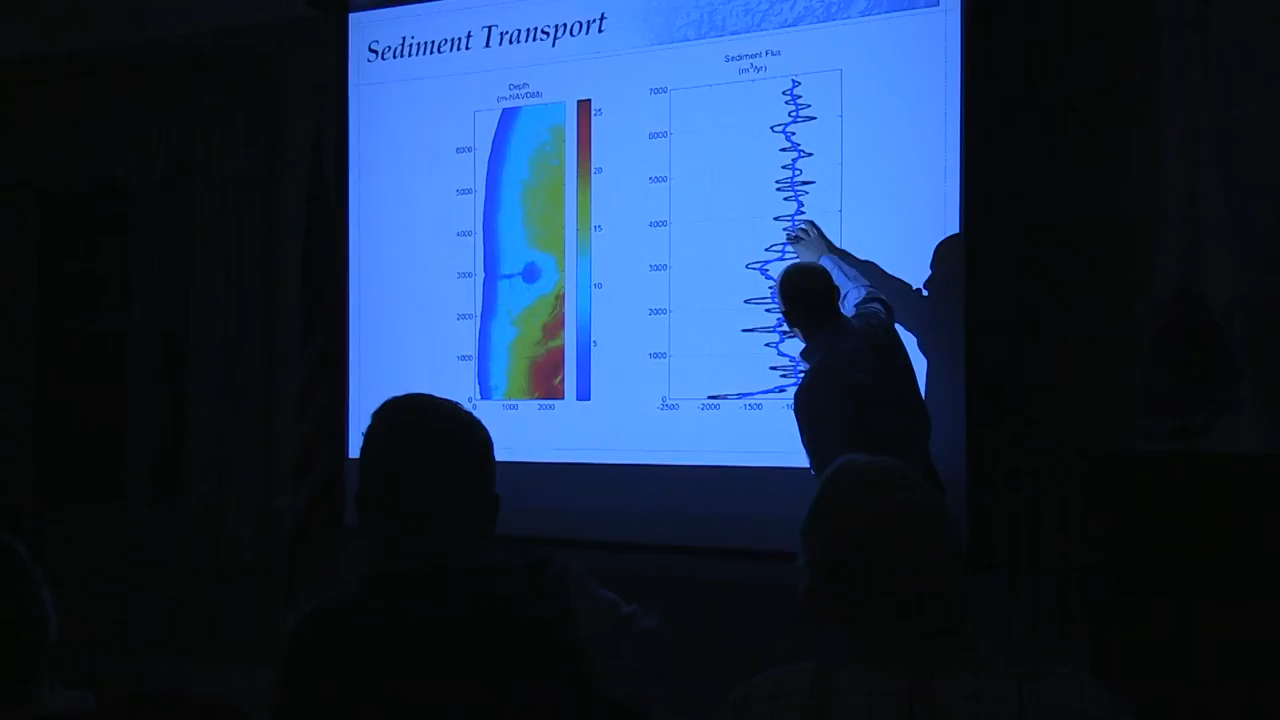 Sediment Transport
Depth
(m-NAVD88)
6000
5000
4000
3000
2000
1000
0
0 1000 2000
25
20
15
10
5
Sediment Flux
(m³/yr)
7000
6000
5000
4000
3000
2000
1000
0
-2500 -2000 -1500